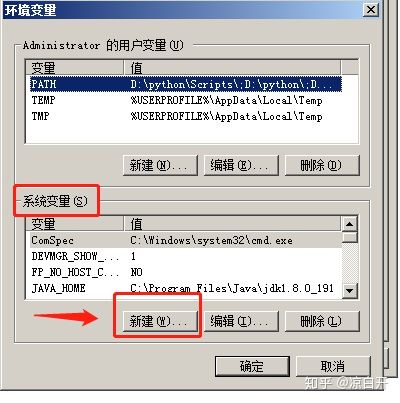 环境变量
Administrator 的用户变量(U)
变量 值
PATH D:\python\Scripts\;D:\python\;D...
TEMP %USERPROFILE%\AppData\Local\Temp
TMP %USERPROFILE%\AppData\Local\Temp
新建(N)... 编辑(E)... 删除(D)
系统变量(S)
变量 值
ComSpec C:\Windows\system32\cmd.exe
DEVMGR_SHOW_... 1
FP_NO_HOST_C... NO
JAVA_HOME C:\Program Files\Java\jdk1.8.0_191
新建(W)... 编辑(I)... 删除(L)
确定 取消
知乎 @凉白开